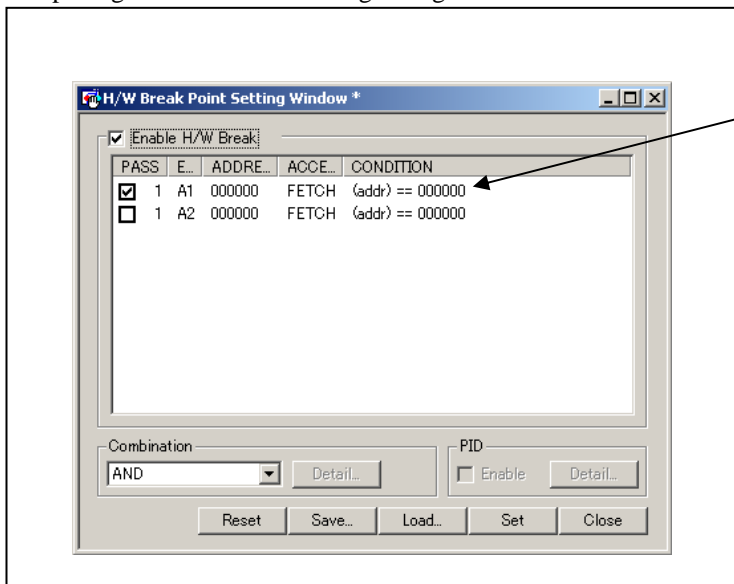 H/W Break Point Setting Window *
Enable H/W Break
PASS E... ADDRE... ACCE... CONDITION
1 A1 000000 FETCH (addr) == 000000
1 A2 000000 FETCH (addr) == 000000
Combination
PID
AND
Detail...
Enable
Detail...
Reset
Save...
Load...
Set
Close